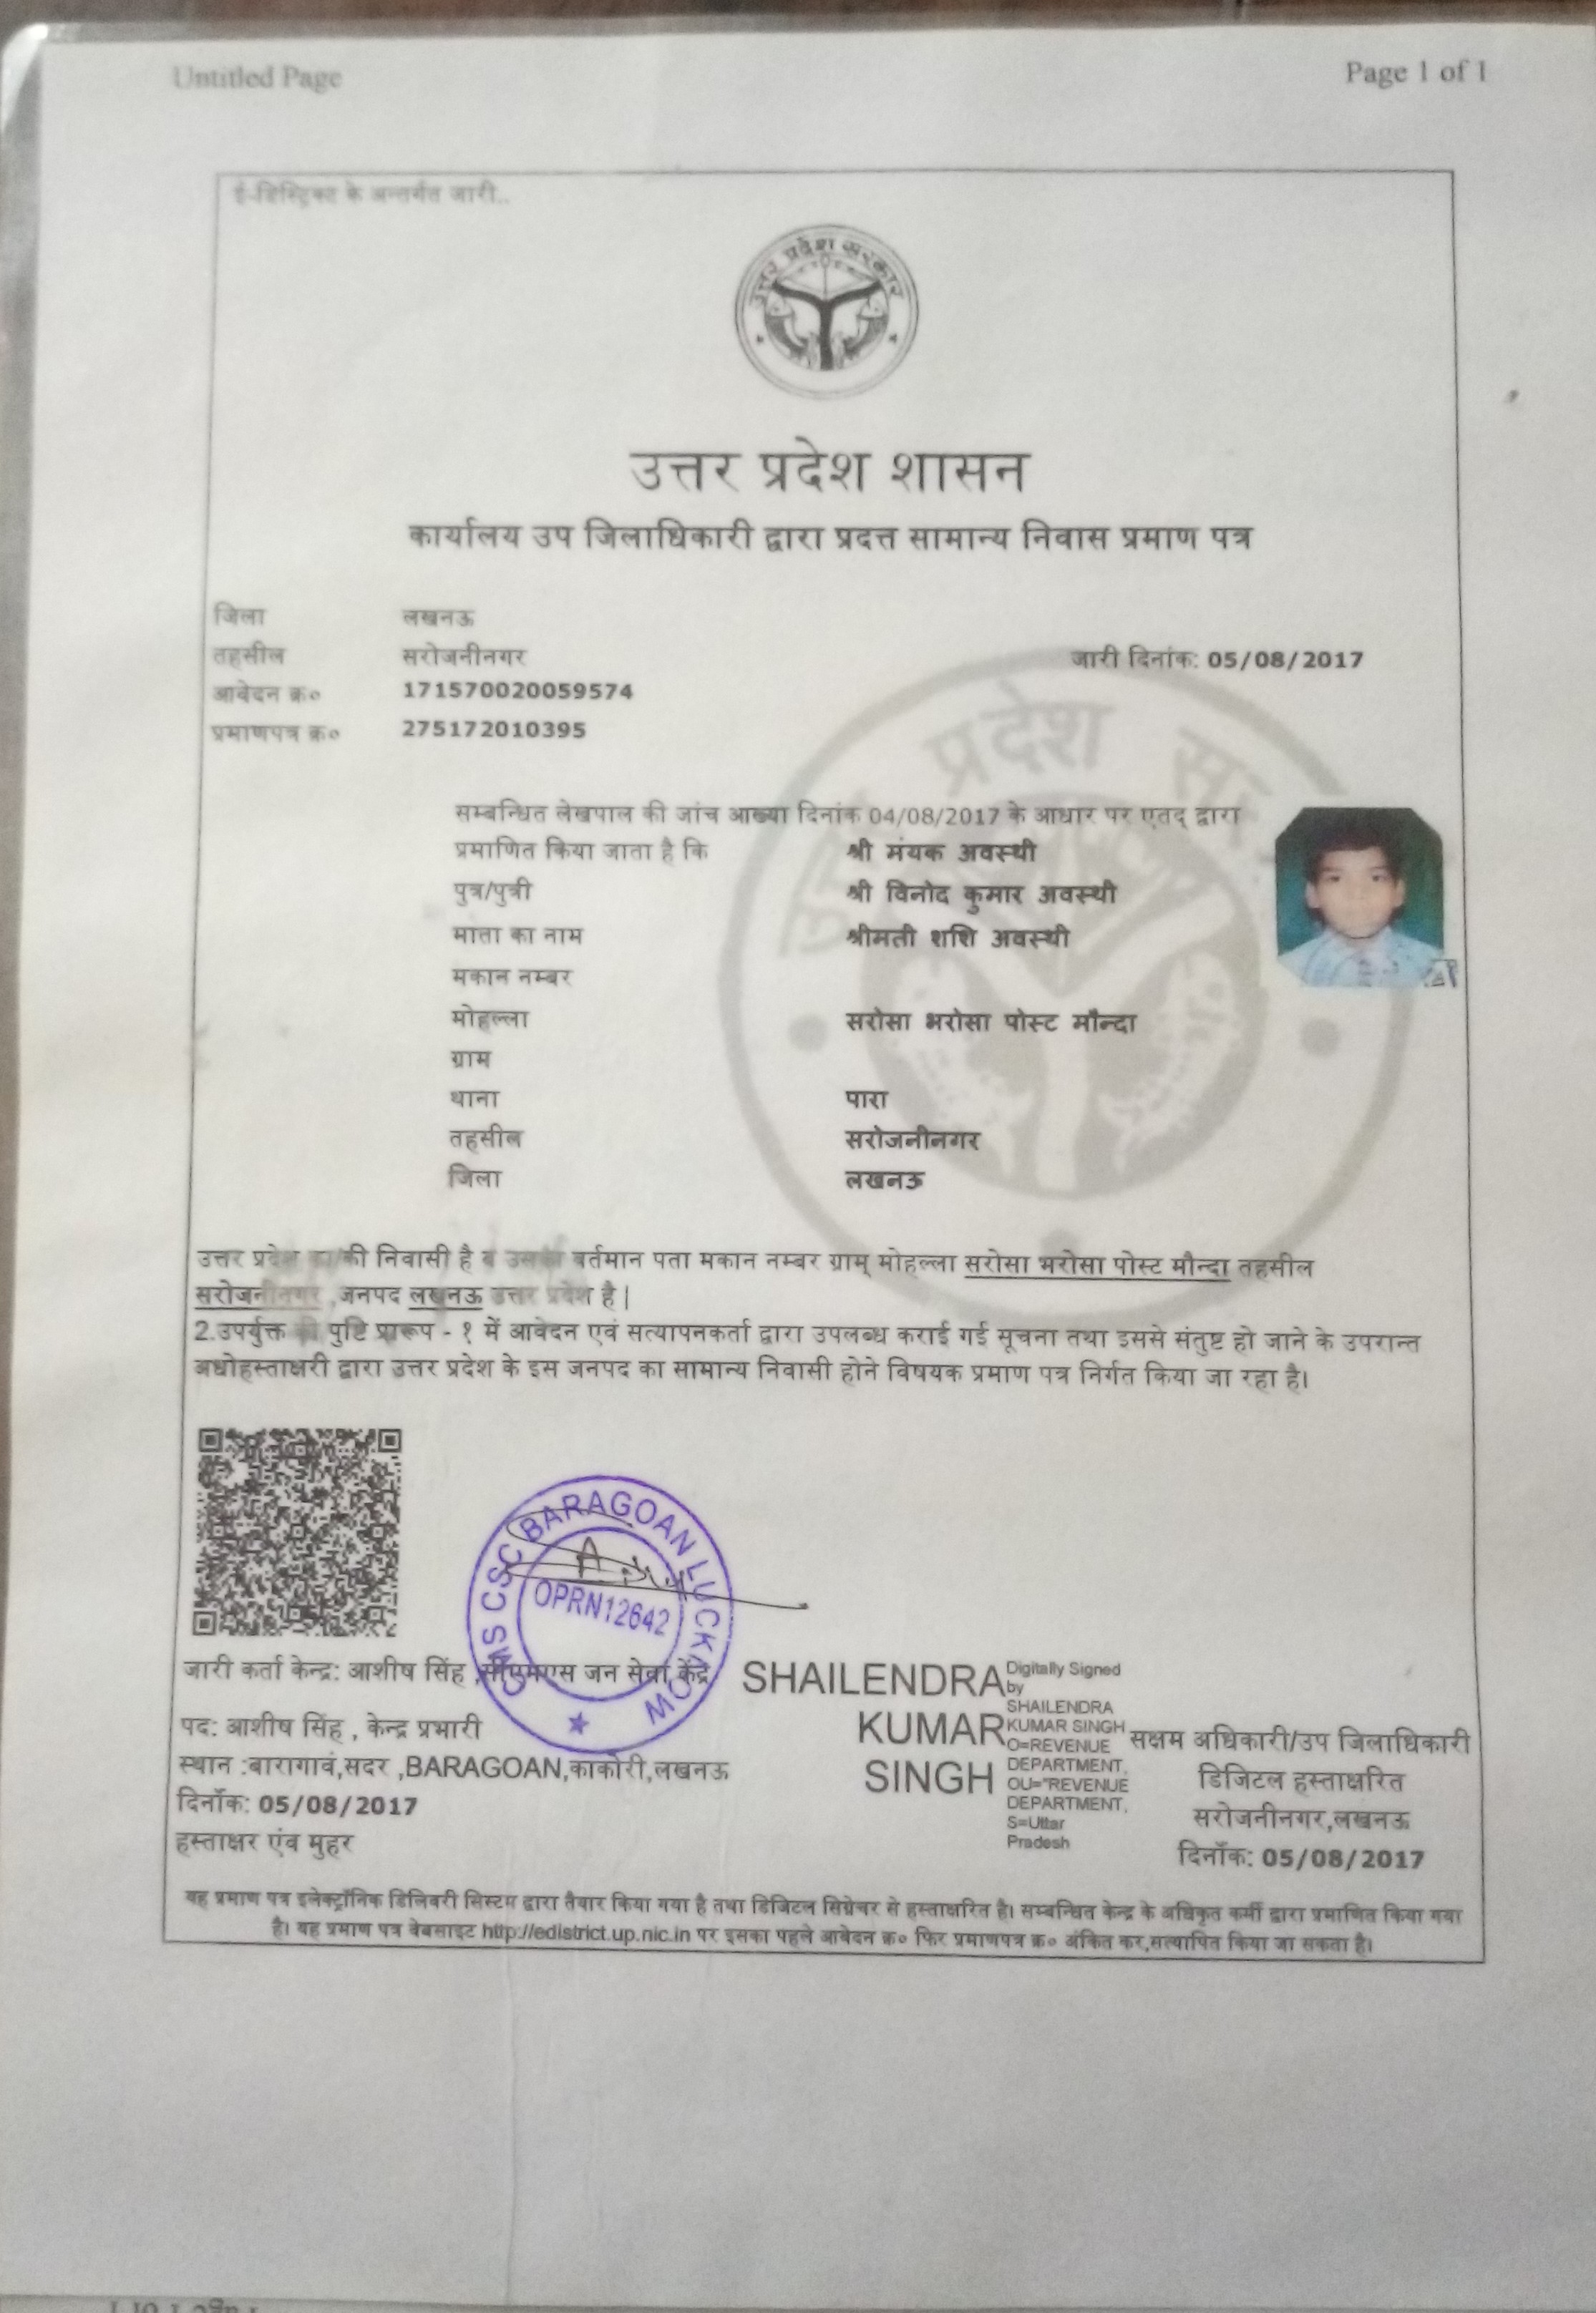 Untitled Page
Page 1 of 1
ई-डिस्ट्रिक्ट के अन्तर्गत जारी..
उत्तर प्रदेश सरकार
उत्तर प्रदेश शासन
कार्यालय उप जिलाधिकारी द्वारा प्रदत्त सामान्य निवास प्रमाण पत्र
जिला लखनऊ
तहसील सरोजनीनगर जारी दिनांक: 05/08/2017
आवेदन क्र० 171570020059574
प्रमाणपत्र क्र० 275172010395
प्रदेश
सम्बन्धित लेखपाल की जांच आख्या दिनांक 04/08/2017 के आधार पर एतद् द्वारा
प्रमाणित किया जाता है कि श्री मंयक अवस्थी
पुत्र/पुत्री श्री विनोद कुमार अवस्थी
माता का नाम श्रीमती शशि अवस्थी
मकान नम्बर
मोहल्ला सरोसा भरोसा पोस्ट मौन्दा
ग्राम
थाना पारा
तहसील सरोजनीनगर
जिला लखनऊ
उत्तर प्रदेश का/की निवासी है व उसका वर्तमान पता मकान नम्बर ग्राम् मोहल्ला सरोसा भरोसा पोस्ट मौन्दा तहसील
सरोजनीनगर ,जनपद लखनऊ उत्तर प्रदेश है |
2.उपर्युक्त की पुष्टि प्रारूप - १ में आवेदन एवं सत्यापनकर्ता द्वारा उपलब्ध कराई गई सूचना तथा इससे संतुष्ट हो जाने के उपरान्त
अधोहस्ताक्षरी द्वारा उत्तर प्रदेश के इस जनपद का सामान्य निवासी होने विषयक प्रमाण पत्र निर्गत किया जा रहा है।
CMS CSC BARAGOAN LUCKNOW
OPRN12642
जारी कर्ता केन्द्र: आशीष सिंह ,सीएमएस जन सेवा केंद्र
पद: आशीष सिंह , केन्द्र प्रभारी
स्थान :बारागावं,सदर ,BARAGOAN,काकोरी,लखनऊ
दिनाँक: 05/08/2017
हस्ताक्षर एंव मुहर
SHAILENDRA
KUMAR
SINGH
Digitally Signed
by
SHAILENDRA
KUMAR SINGH
O=REVENUE
DEPARTMENT,
OU="REVENUE
DEPARTMENT,
S=Uttar
Pradesh
सक्षम अधिकारी/उप जिलाधिकारी
डिजिटल हस्ताक्षरित
सरोजनीनगर,लखनऊ
दिनाँक: 05/08/2017
यह प्रमाण पत्र इलेक्ट्रॉनिक डिलिवरी सिस्टम द्वारा तैयार किया गया है तथा डिजिटल सिग्नेचर से हस्ताक्षरित है। सम्बन्धित केन्द्र के अधिकृत कर्मी द्वारा प्रमाणित किया गया
है। यह प्रमाण पत्र वेबसाइट http://edistrict.up.nic.in पर इसका पहले आवेदन क्र० फिर प्रमाणपत्र क्र० अंकित कर,सत्यापित किया जा सकता है।